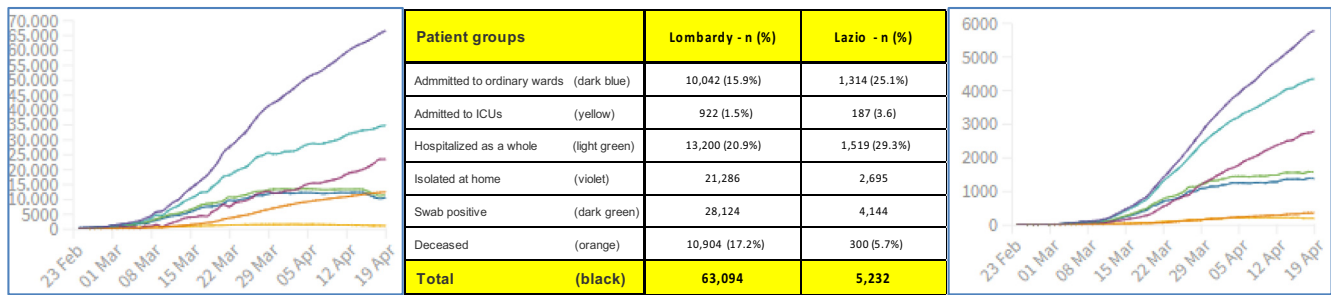 70.000
65.000
60.000
55.000
50.000
45.000
40.000
35.000
30.000
25.000
20.000
15.000
10.000
5000
0
23 Feb
01 Mar
08 Mar
15 Mar
22 Mar
29 Mar
05 Apr
12 Apr
19 Apr
Patient groups Lombardy - n (%) Lazio - n (%)
Admmitted to ordinary wards (dark blue) 10,042 (15.9%) 1,314 (25.1%)
Admitted to ICUs (yellow) 922 (1.5%) 187 (3.6)
Hospitalized as a whole (light green) 13,200 (20.9%) 1,519 (29.3%)
Isolated at home (violet) 21,286 2,695
Swab positive (dark green) 28,124 4,144
Deceased (orange) 10,904 (17.2%) 300 (5.7%)
Total (black) 63,094 5,232
6000
5000
4000
3000
2000
1000
0
23 Feb
01 Mar
08 Mar
15 Mar
22 Mar
29 Mar
05 Apr
12 Apr
19 Apr